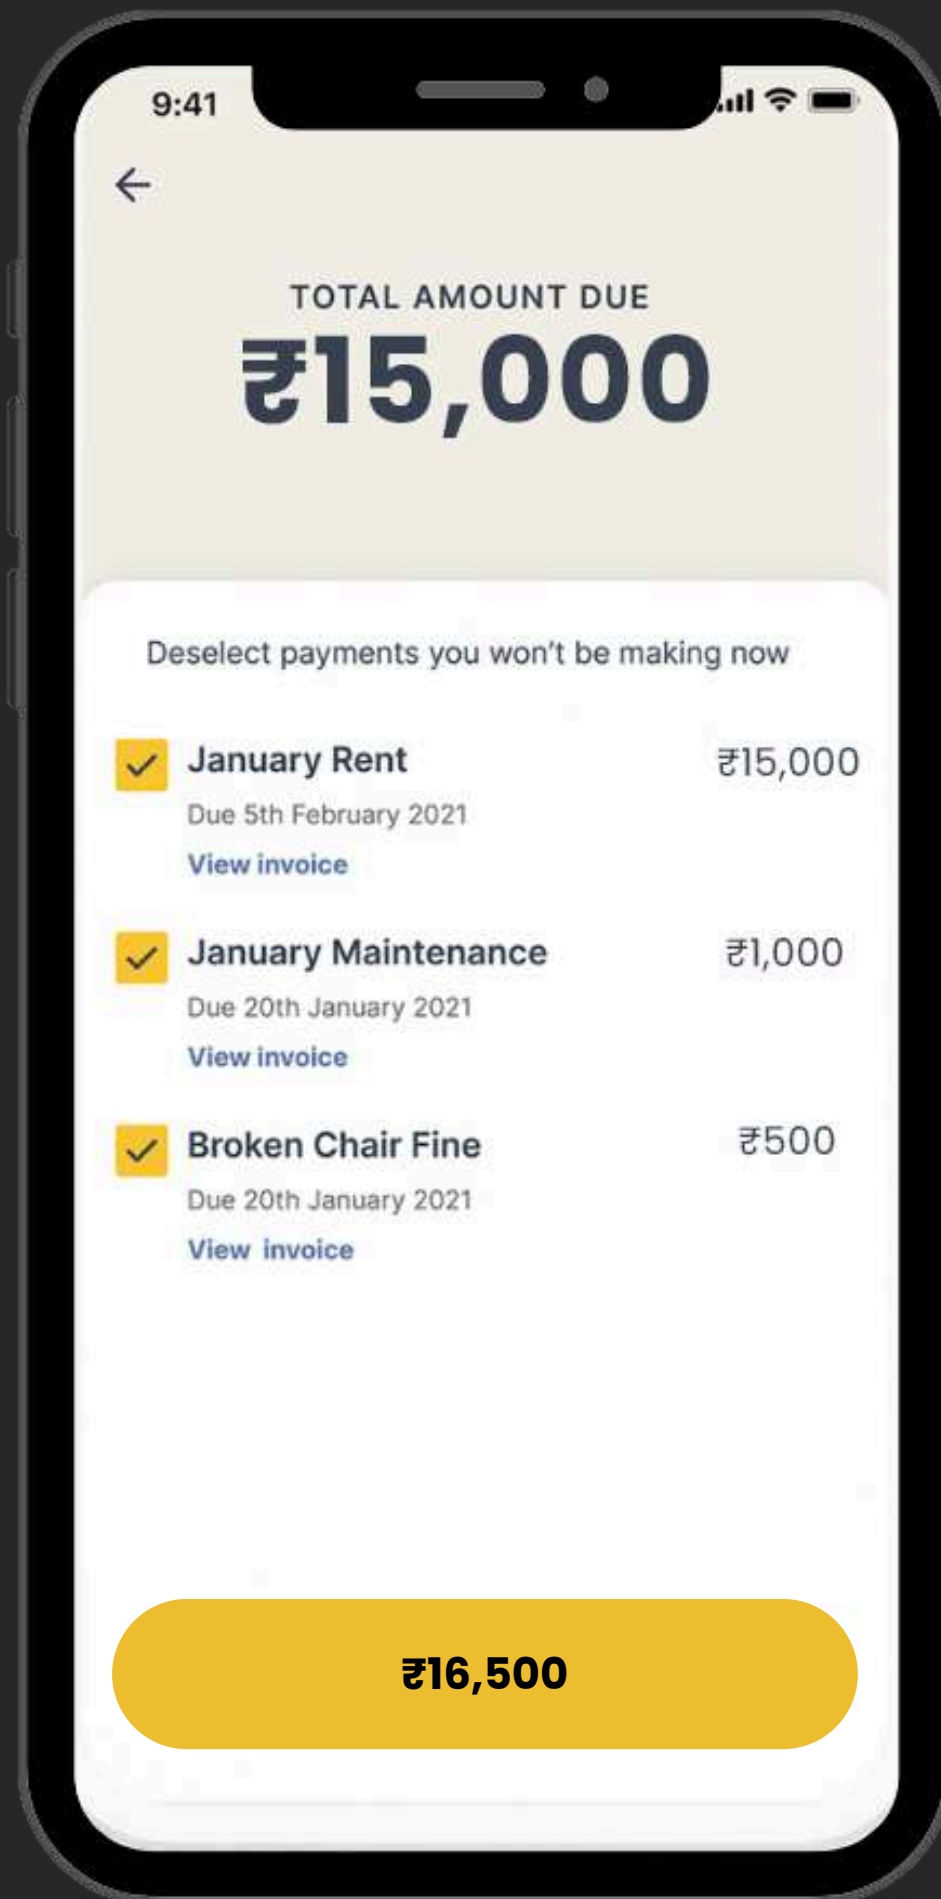 9:41
TOTAL AMOUNT DUE
₹15,000
Deselect payments you won't be making now
January Rent ₹15,000
Due 5th February 2021
View invoice
January Maintenance ₹1,000
Due 20th January 2021
View invoice
Broken Chair Fine ₹500
Due 20th January 2021
View invoice
₹16,500